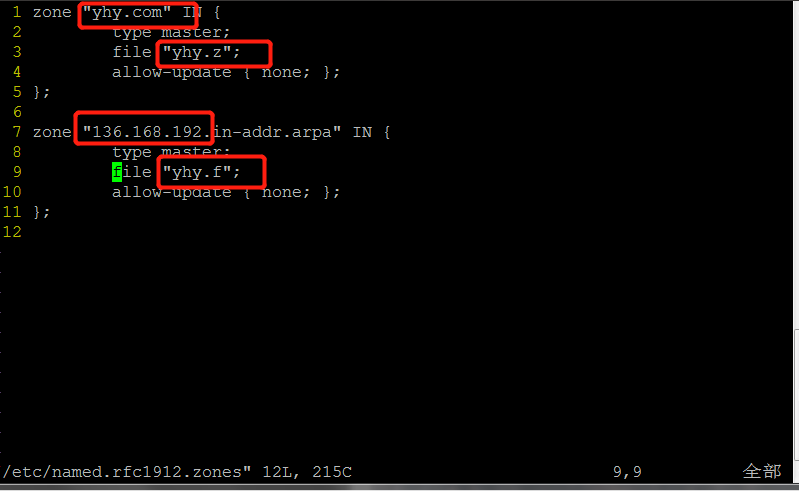 1 zone "yhy.com" IN {
2         type master;
3         file "yhy.z";
4         allow-update { none; };
5 };
6
7 zone "136.168.192.in-addr.arpa" IN {
8         type master;
9         file "yhy.f";
10         allow-update { none; };
11 };
12
/etc/named.rfc1912.zones" 12L, 215C 9,9 全部